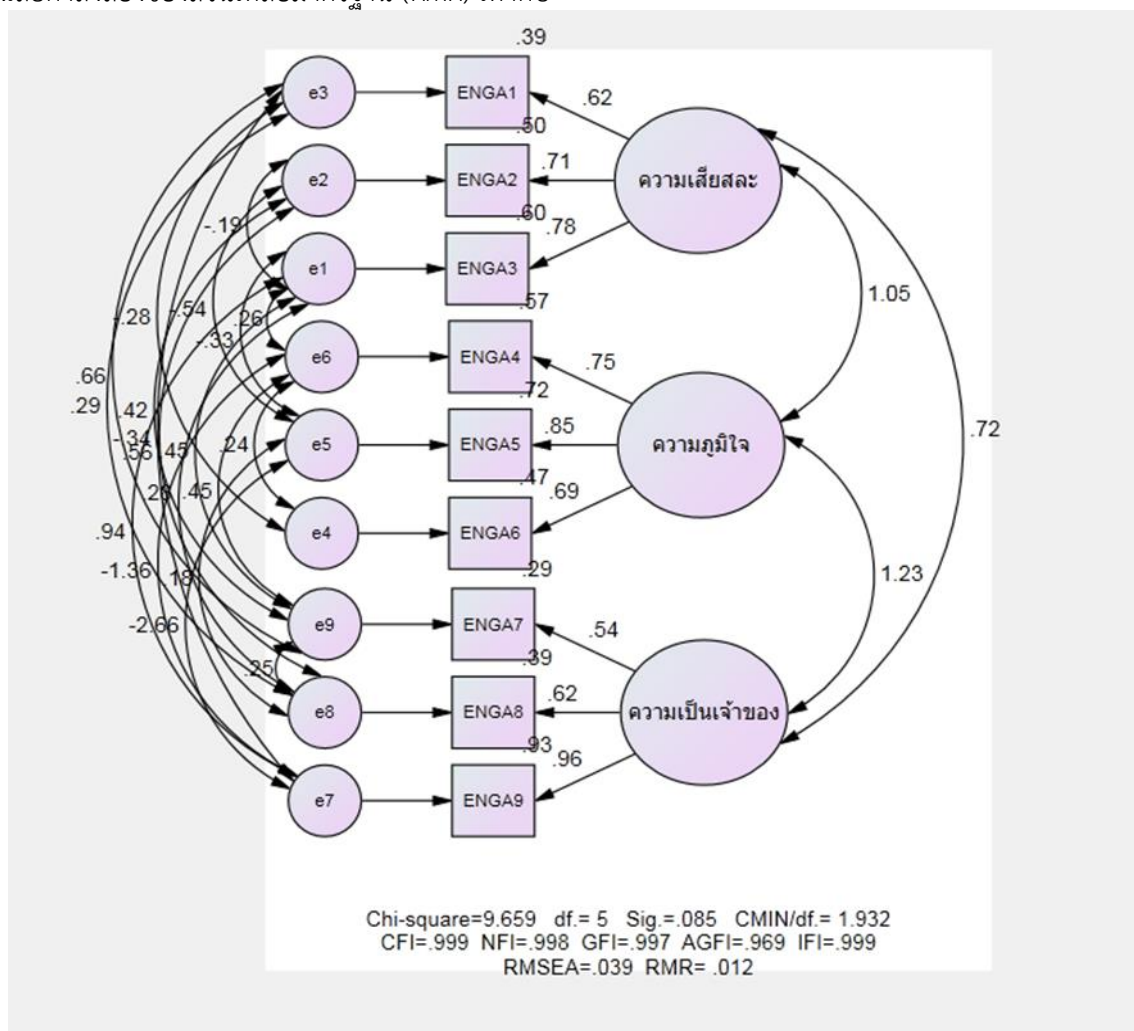 .39
e3 ENGA1 .62
.50
e2 ENGA2 .71 ความเสียสละ
.60
-.19 .78
e1 ENGA3
.57 1.05
-.28 -.54 .26
-.33 e6 ENGA4 .75
.72
.66
.29 .42 .85 .72
-.34 .45 .24 e5 ENGA5 ความภูมิใจ
.56 .47
.45 .69
.94 e4 ENGA6
.29
-1.36 .18 1.23
-2.66 e9 ENGA7 .54
.39
.25 .62
e8 ENGA8 ความเป็นเจ้าของ
.93
.96
e7 ENGA9
Chi-square=9.659 df.= 5 Sig.=.085 CMIN/df.= 1.932
CFI=.999 NFI=.998 GFI=.997 AGFI=.969 IFI=.999
RMSEA=.039 RMR= .012